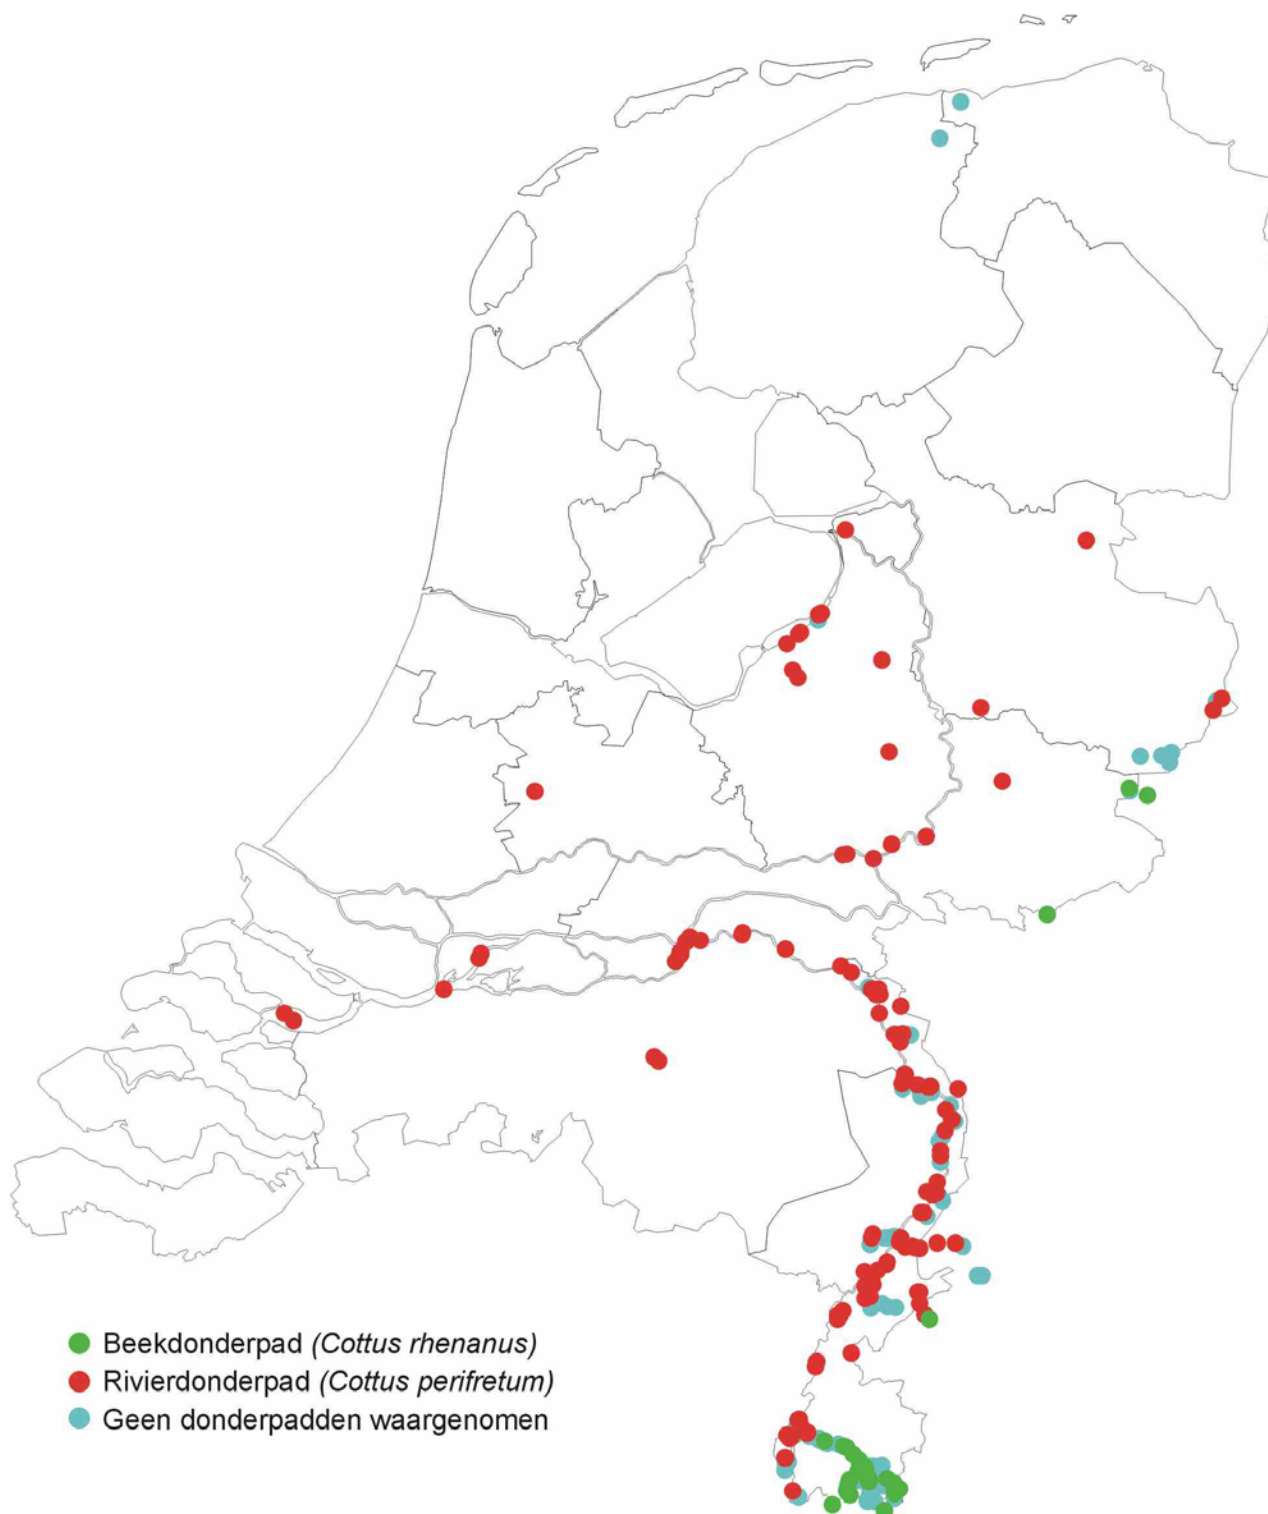 Beekdonderpad (Cottus rhenanus)
Rivierdonderpad (Cottus perifretum)
Geen donderpadden waargenomen